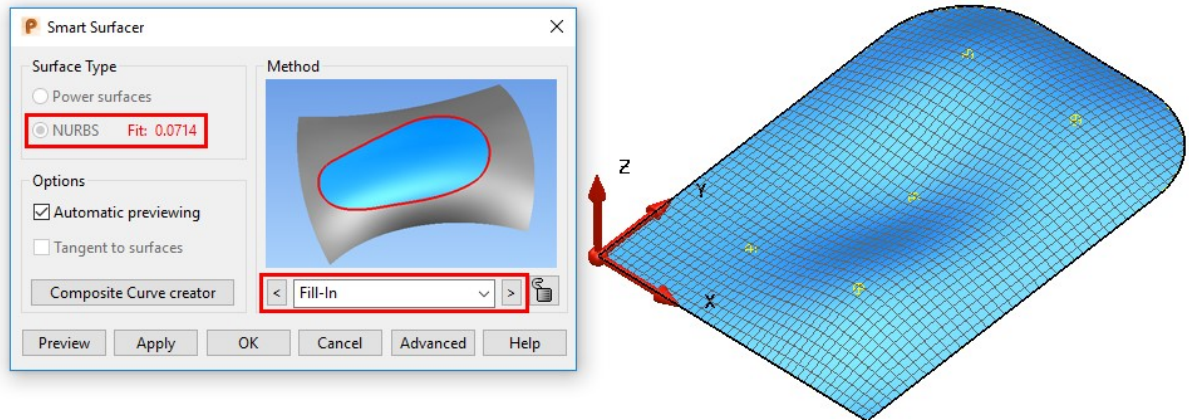 Smart Surfacer
Surface Type
Power surfaces
NURBS Fit: 0.0714
Options
Automatic previewing
Tangent to surfaces
Composite Curve creator
Method
< Fill-In >
Preview Apply OK Cancel Advanced Help
Z
Y
X